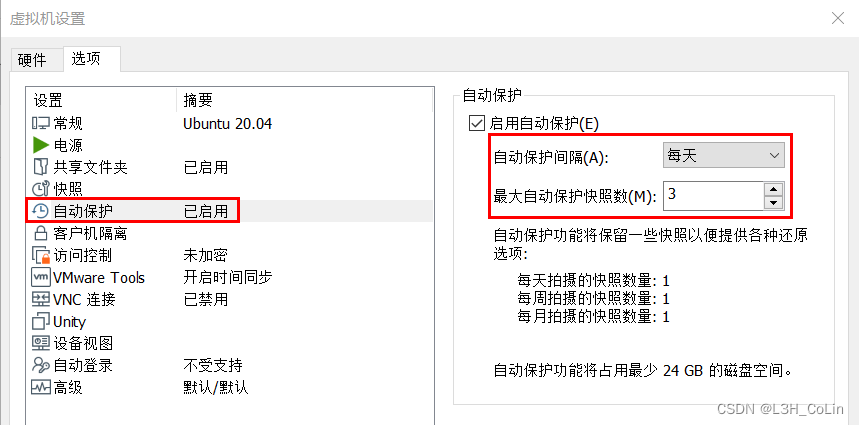 虚拟机设置
硬件 选项
设置 摘要
常规 Ubuntu 20.04
电源
共享文件夹 已启用
快照
自动保护 已启用
客户机隔离
访问控制 未加密
VMware Tools 开启时间同步
VNC 连接 已禁用
Unity
设备视图
自动登录 不受支持
高级 默认/默认
自动保护
启用自动保护(E)
自动保护间隔(A): 每天
最大自动保护快照数(M): 3
自动保护功能将保留一些快照以便提供各种还原
选项:
每天拍摄的快照数量: 1
每周拍摄的快照数量: 1
每月拍摄的快照数量: 1
自动保护功能将占用最少 24 GB 的磁盘空间。
CSDN @L3H_CoLin